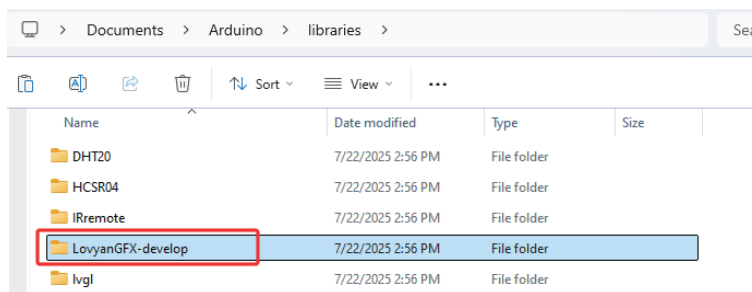 > Documents > Arduino > libraries > Sea
Sort View ...
Name Date modified Type Size
DHT20 7/22/2025 2:56 PM File folder
HCSR04 7/22/2025 2:56 PM File folder
IRremote 7/22/2025 2:56 PM File folder
LovyanGFX-develop 7/22/2025 2:56 PM File folder
lvgl 7/22/2025 2:56 PM File folder